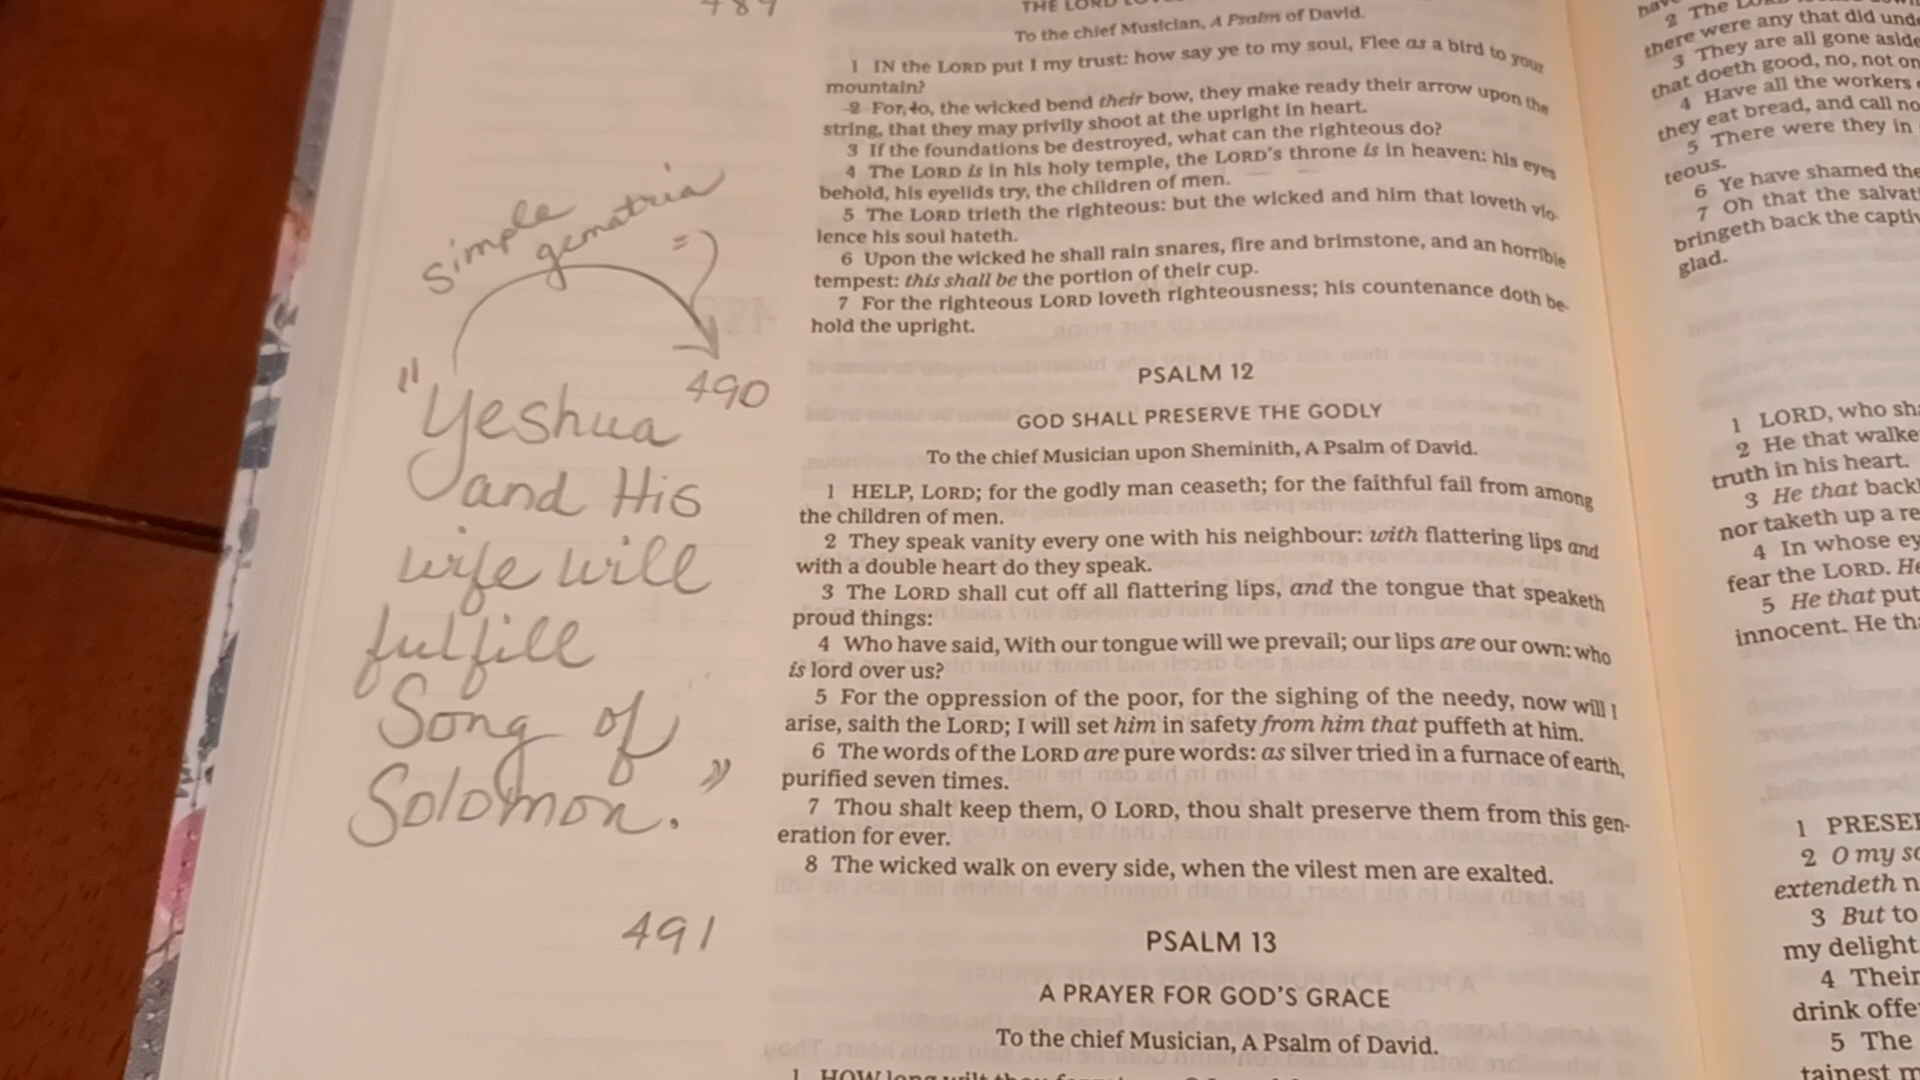 489
simple
gematria
=
490
"Yeshua
and His
wife will
fulfill
Song of
Solomon."
491
THE LORD
To the chief Musician, A Psalm of David.
1 IN the LORD put I my trust: how say ye to my soul, Flee as a bird to your
mountain?
2 For, lo, the wicked bend their bow, they make ready their arrow upon the
string, that they may privily shoot at the upright in heart.
3 If the foundations be destroyed, what can the righteous do?
4 The LORD is in his holy temple, the LORD'S throne is in heaven: his eyes
behold, his eyelids try, the children of men.
5 The LORD trieth the righteous: but the wicked and him that loveth vio-
lence his soul hateth.
6 Upon the wicked he shall rain snares, fire and brimstone, and an horrible
tempest: this shall be the portion of their cup.
7 For the righteous LORD loveth righteousness; his countenance doth be-
hold the upright.
PSALM 12
GOD SHALL PRESERVE THE GODLY
To the chief Musician upon Sheminith, A Psalm of David.
1 HELP, LORD; for the godly man ceaseth; for the faithful fail from among
the children of men.
2 They speak vanity every one with his neighbour: with flattering lips and
with a double heart do they speak.
3 The LORD shall cut off all flattering lips, and the tongue that speaketh
proud things:
4 Who have said, With our tongue will we prevail; our lips are our own: who
is lord over us?
5 For the oppression of the poor, for the sighing of the needy, now will I
arise, saith the LORD; I will set him in safety from him that puffeth at him.
6 The words of the LORD are pure words: as silver tried in a furnace of earth,
purified seven times.
7 Thou shalt keep them, O LORD, thou shalt preserve them from this gen-
eration for ever.
8 The wicked walk on every side, when the vilest men are exalted.
PSALM 13
A PRAYER FOR GOD'S GRACE
To the chief Musician, A Psalm of David.
1 HOW long wilt thou
2 The
there were any that did
3 They are all gone aside
that doeth good, no, not
4 Have all the workers
they eat bread, and call
5 There were they in
teous.
6 Ye have shamed the
7 Oh that the
bringeth back the
glad.
1 LORD, who
2 He that
truth in his heart.
3 He that
nor taketh up a
4 In whose
fear the LORD.
5 He that put
innocent. He
1
2 O my
extendeth
3 But to
my delight
4 Their
drink
5 The